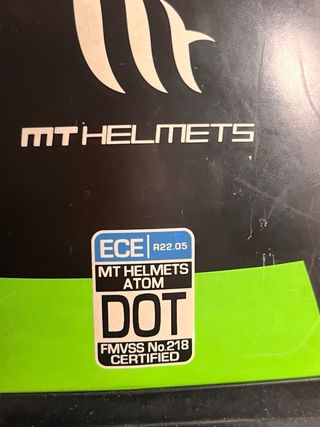 MT HELMETS
ECE R22.05
MT HELMETS
ATOM
DOT
FMVSS No.218
CERTIFIED